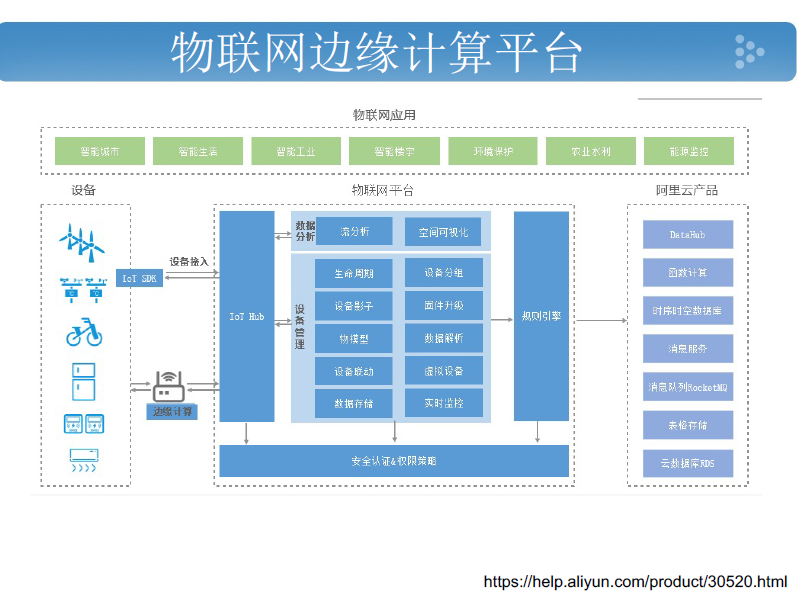 物联网边缘计算平台
物联网应用
智能城市
智能生活
智能工业
智能楼宇
环境保护
农业水利
能源监控
设备
物联网平台
阿里云产品
IoT SDK
设备接入
边缘计算
IoT Hub
数据
分析
流分析
空间可视化
设备管理
生命周期
设备分组
设备影子
固件升级
物模型
数据解析
设备联动
虚拟设备
数据存储
实时监控
规则引擎
安全认证&权限策略
DataHub
函数计算
时序时空数据库
消息服务
消息队列RocketMQ
表格存储
云数据库RDS
https://help.aliyun.com/product/30520.html